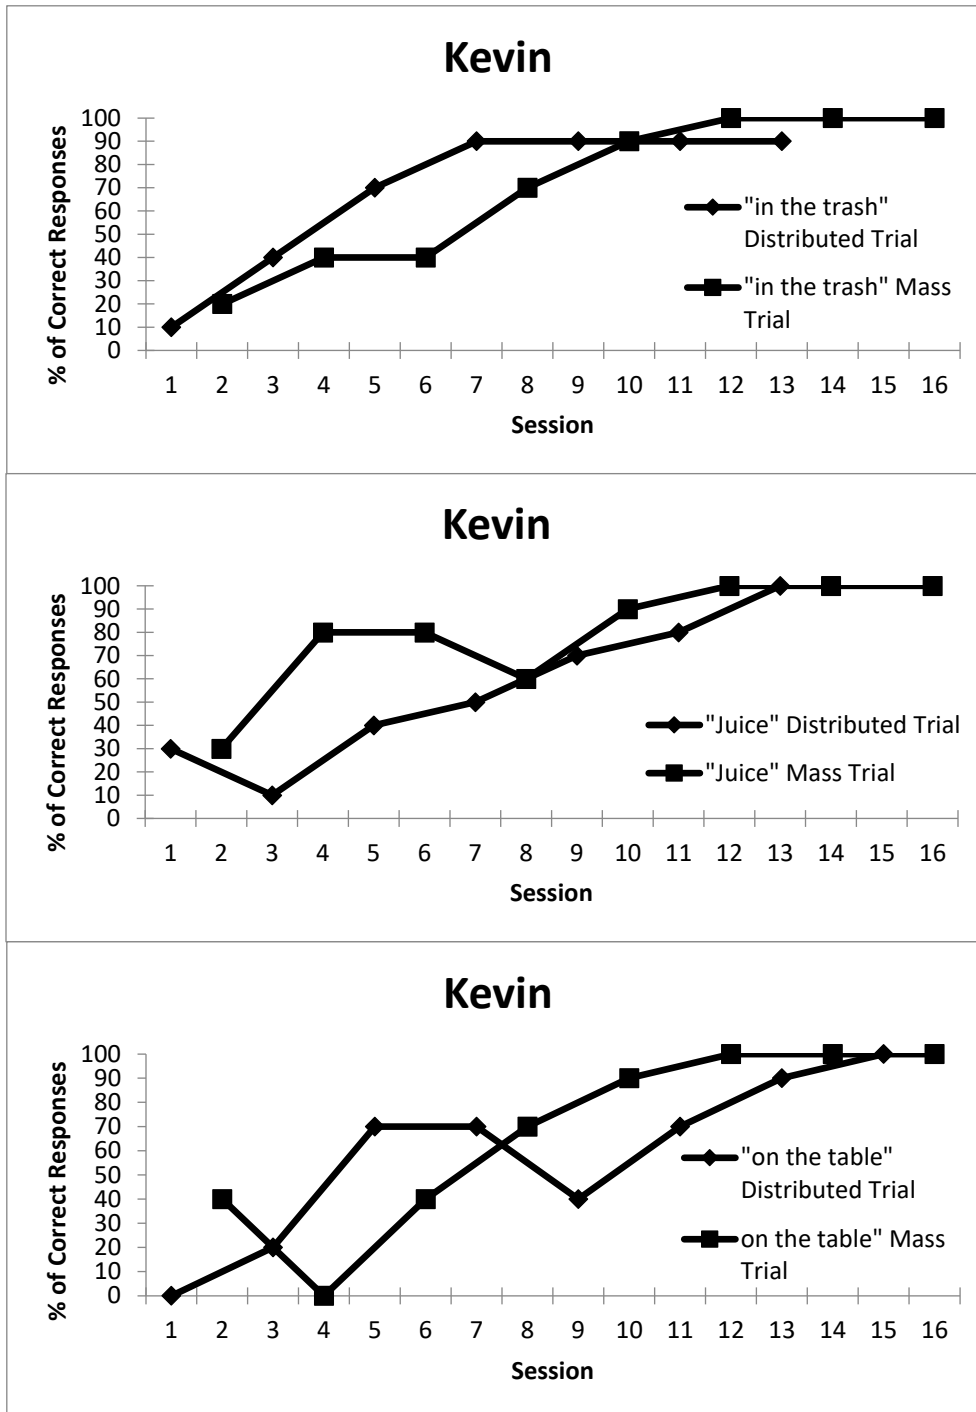 Kevin
% of Correct Responses
100
90
80
70
60
50
40
30
20
10
0
1 2 3 4 5 6 7 8 9 10 11 12 13 14 15 16
Session
"in the trash"
Distributed Trial
"in the trash" Mass
Trial
Kevin
% of Correct Responses
100
90
80
70
60
50
40
30
20
10
0
1 2 3 4 5 6 7 8 9 10 11 12 13 14 15 16
Session
"Juice" Distributed Trial
"Juice" Mass Trial
Kevin
% of Correct Responses
100
90
80
70
60
50
40
30
20
10
0
1 2 3 4 5 6 7 8 9 10 11 12 13 14 15 16
Session
"on the table"
Distributed Trial
on the table" Mass
Trial